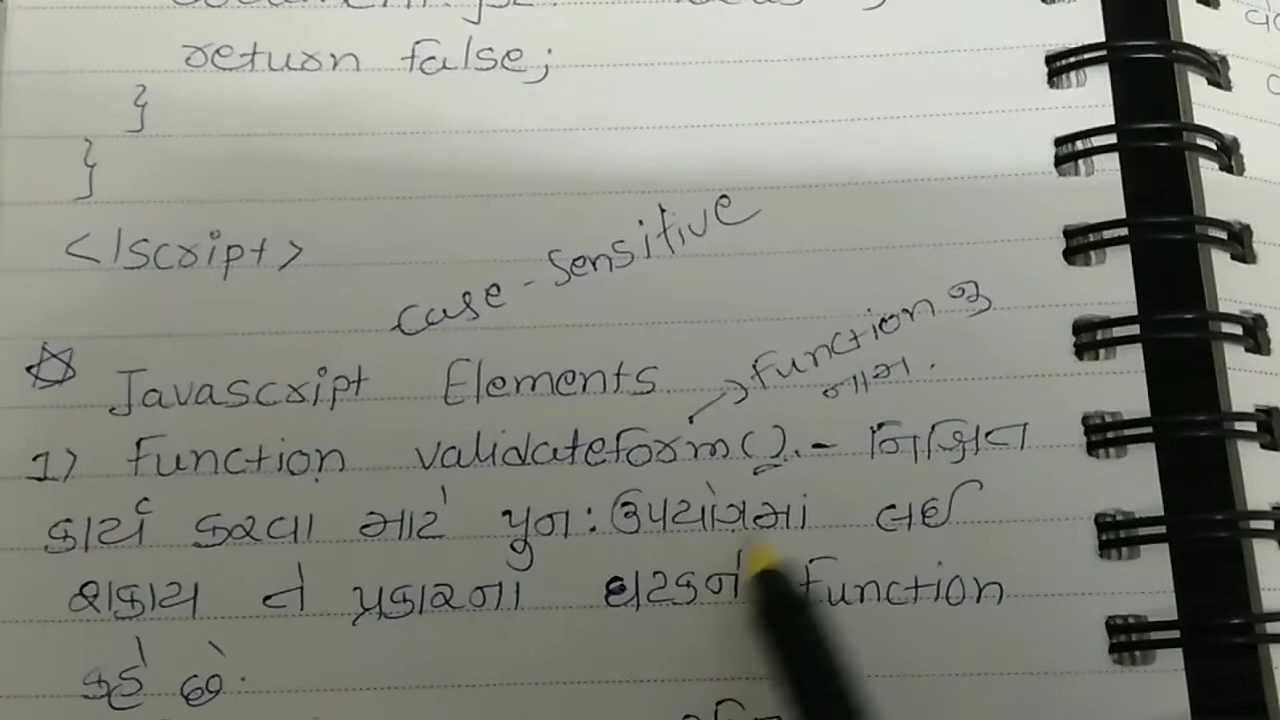 return false;
}
}
</script>
case-sensitive
☆ Javascript Elements
→ Function નુ
નામ.
1) function validateform() :- નિશ્ચિત
કાર્ય કરવા માટે પુન: ઉપયોગમાં લઈ
શકાય તે પ્રકારના ઘટકને function
કહે છે.